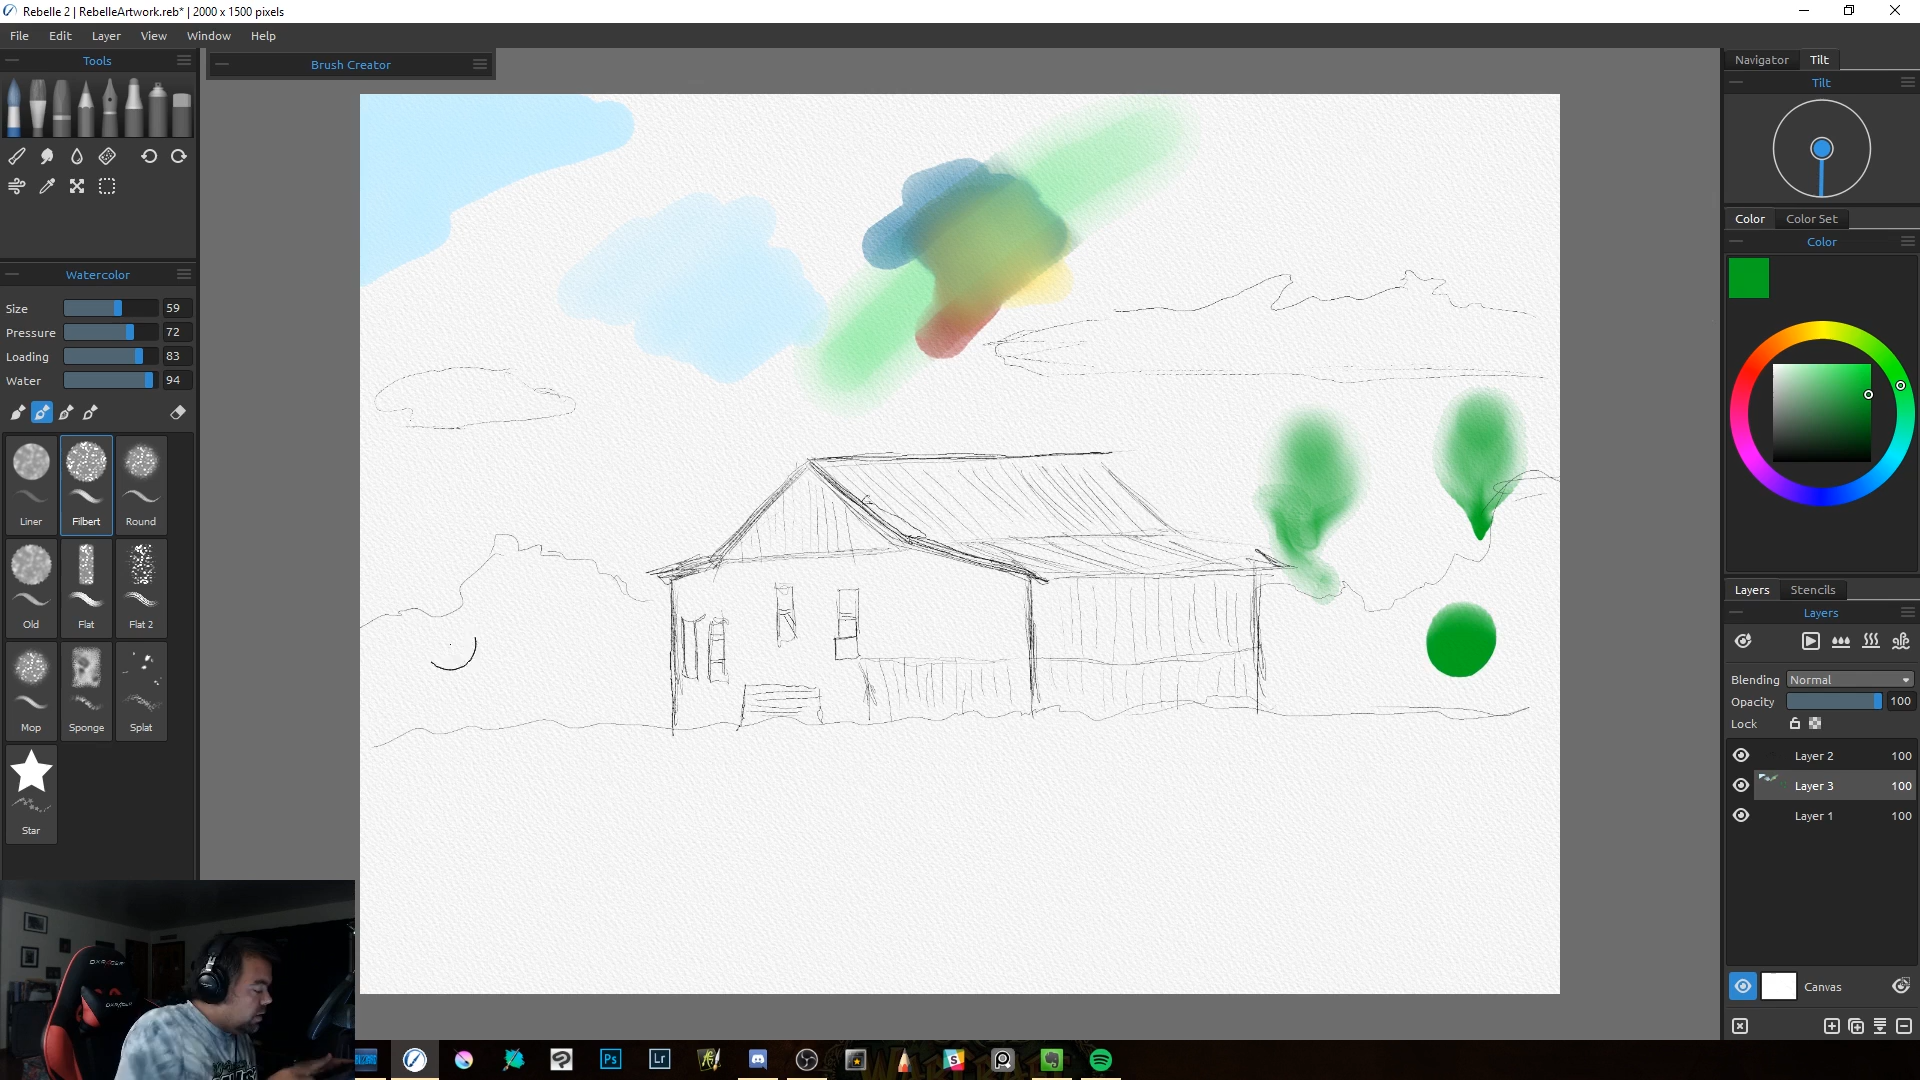 Rebelle 2 | RebelleArtwork.reb* | 2000 x 1500 pixels
File Edit Layer View Window Help
Tools
Brush Creator
Navigator Tilt
Tilt
Color Color Set
Color
Watercolor
Size 59
Pressure 72
Loading 83
Water 94
Liner Filbert Round
Old Flat Flat 2
Mop Sponge Splat
Star
Layers Stencils
Layers
Blending Normal
Opacity 100
Lock
Layer 2 100
Layer 3 100
Layer 1 100
Canvas
DXRACER
DXRACER
Ps Lr